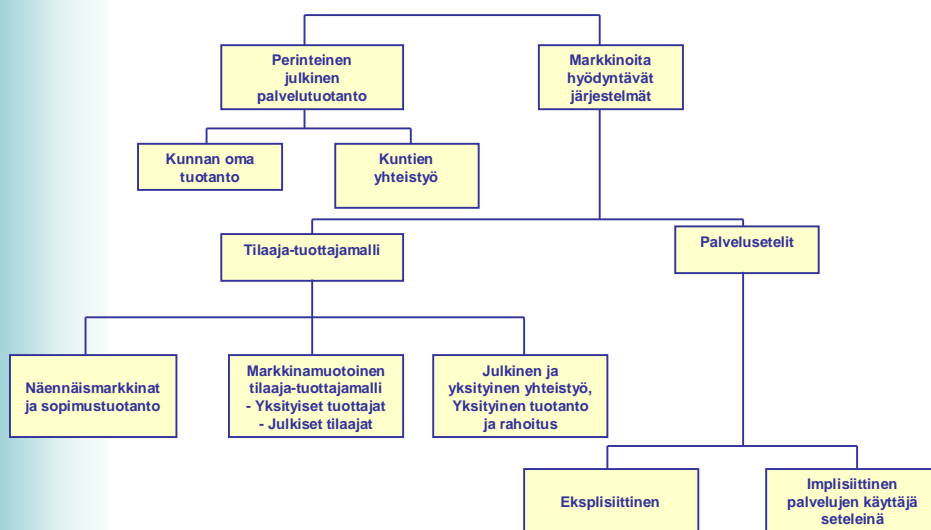 Perinteinen
julkinen
palvelutuotanto
Markkinoita
hyödyntävät
järjestelmät
Kunnan oma
tuotanto
Kuntien
yhteistyö
Tilaaja-tuottajamalli
Palvelusetelit
Näennäismarkkinat
ja sopimustuotanto
Markkinamuotoinen
tilaaja-tuottajamalli
- Yksityiset tuottajat
- Julkiset tilaajat
Julkinen ja
yksityinen yhteistyö,
Yksityinen tuotanto
ja rahoitus
Eksplisiittinen
Implisiittinen
palvelujen käyttäjä
seteleinä